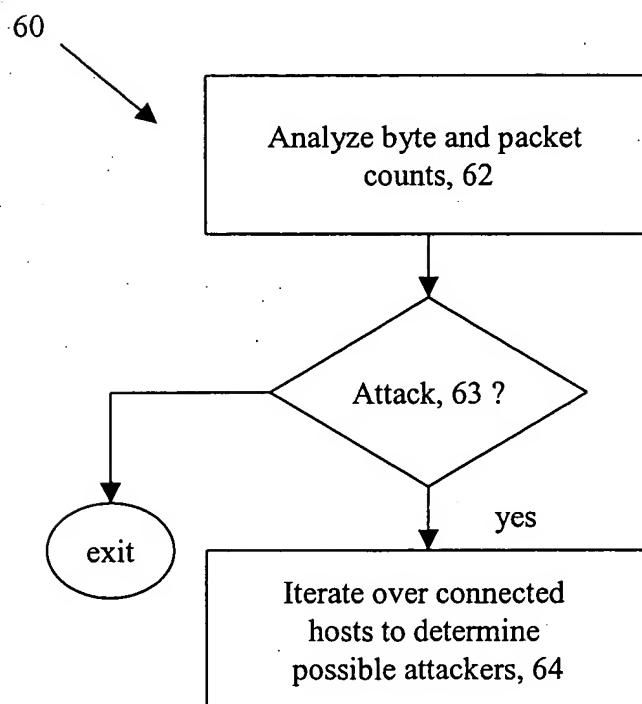 60
Analyze byte and packet
counts, 62
Attack, 63 ?
yes
exit
Iterate over connected
hosts to determine
possible attackers, 64